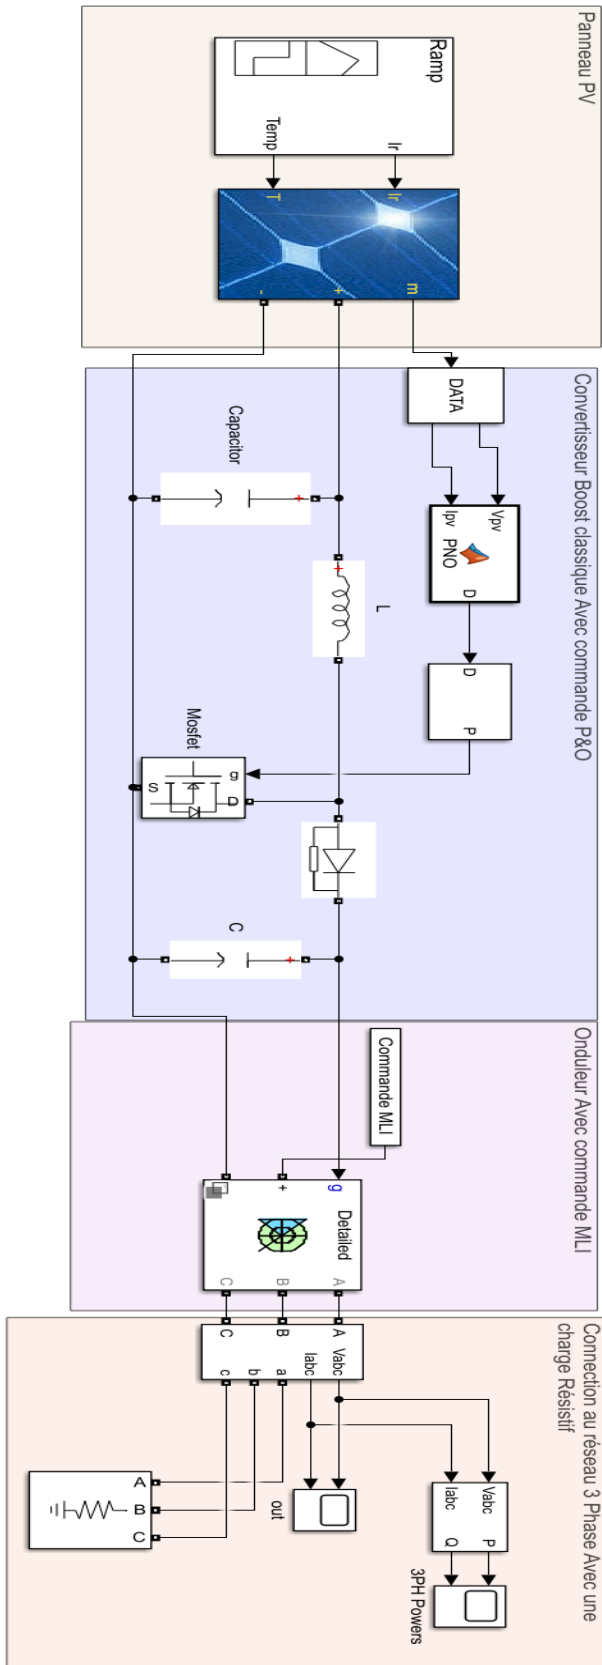 Panneau PV
Ramp
Ir
Temp
Ir
T
m
+
-
Convertisseur Boost classique Avec commande P&O
DATA
Vpv
Ipv
PNO
D
D
P
Capacitor
+
L
+
Mosfet
g
D
S
C
+
Onduleur Avec commande MLI
Commande MLI
g
+
Detailed
A
B
C
Connection au réseau 3 Phase Avec une
charge Résistif
A
B
C
Vabc
Iabc
a
b
c
out
Vabc
Iabc
P
Q
3PH Powers
A
B
C